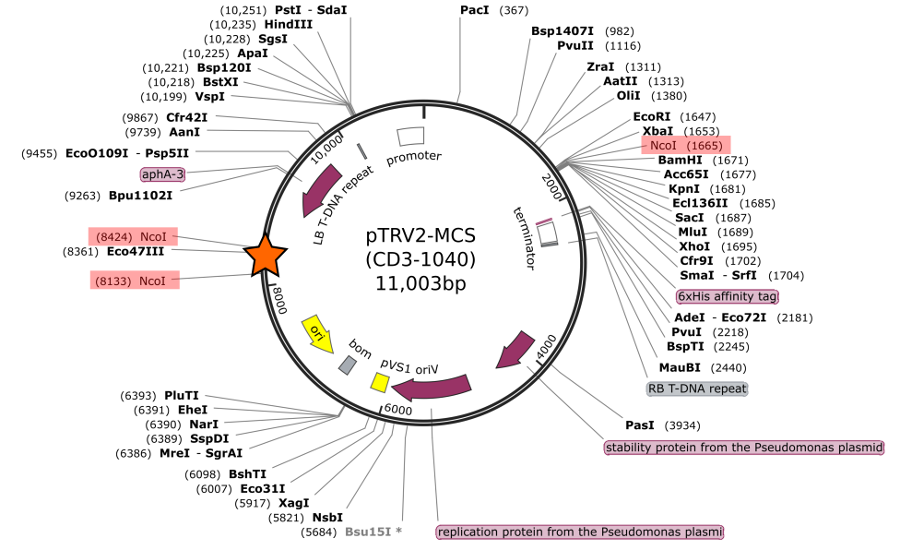 (10,251) PstI - SdaI
(10,235) HindIII
(10,228) SgsI
(10,225) ApaI
(10,221) Bsp120I
(10,218) BstXI
(10,199) VspI
(9867) Cfr42I
(9739) AanI
(9455) EcoO109I - Psp5II
aphA-3
(9263) Bpu1102I
(8424) NcoI
(8361) Eco47III
(8133) NcoI
(6393) PluTI
(6391) EheI
(6390) NarI
(6389) SspDI
(6386) MreI - SgrAI
(6098) BshTI
(6007) Eco31I
(5917) XagI
(5821) NsbI
(5684) Bsu15I *
PacI (367)
Bsp1407I (982)
PvuII (1116)
ZraI (1311)
AatII (1313)
OliI (1380)
EcoRI (1647)
XbaI (1653)
NcoI (1665)
BamHI (1671)
Acc65I (1677)
KpnI (1681)
Ecl136II (1685)
SacI (1687)
MluI (1689)
XhoI (1695)
Cfr9I (1702)
SmaI - SrfI (1704)
6xHis affinity tag
AdeI - Eco72I (2181)
PvuI (2218)
BspTI (2245)
MauBI (2440)
RB T-DNA repeat
PasI (3934)
stability protein from the Pseudomonas plasmid
replication protein from the Pseudomonas plasmi
promoter
LB T-DNA repeat
terminator
pTRV2-MCS
(CD3-1040)
11,003bp
ori
bom
pVS1 oriV
2000
4000
6000
8000
10,000